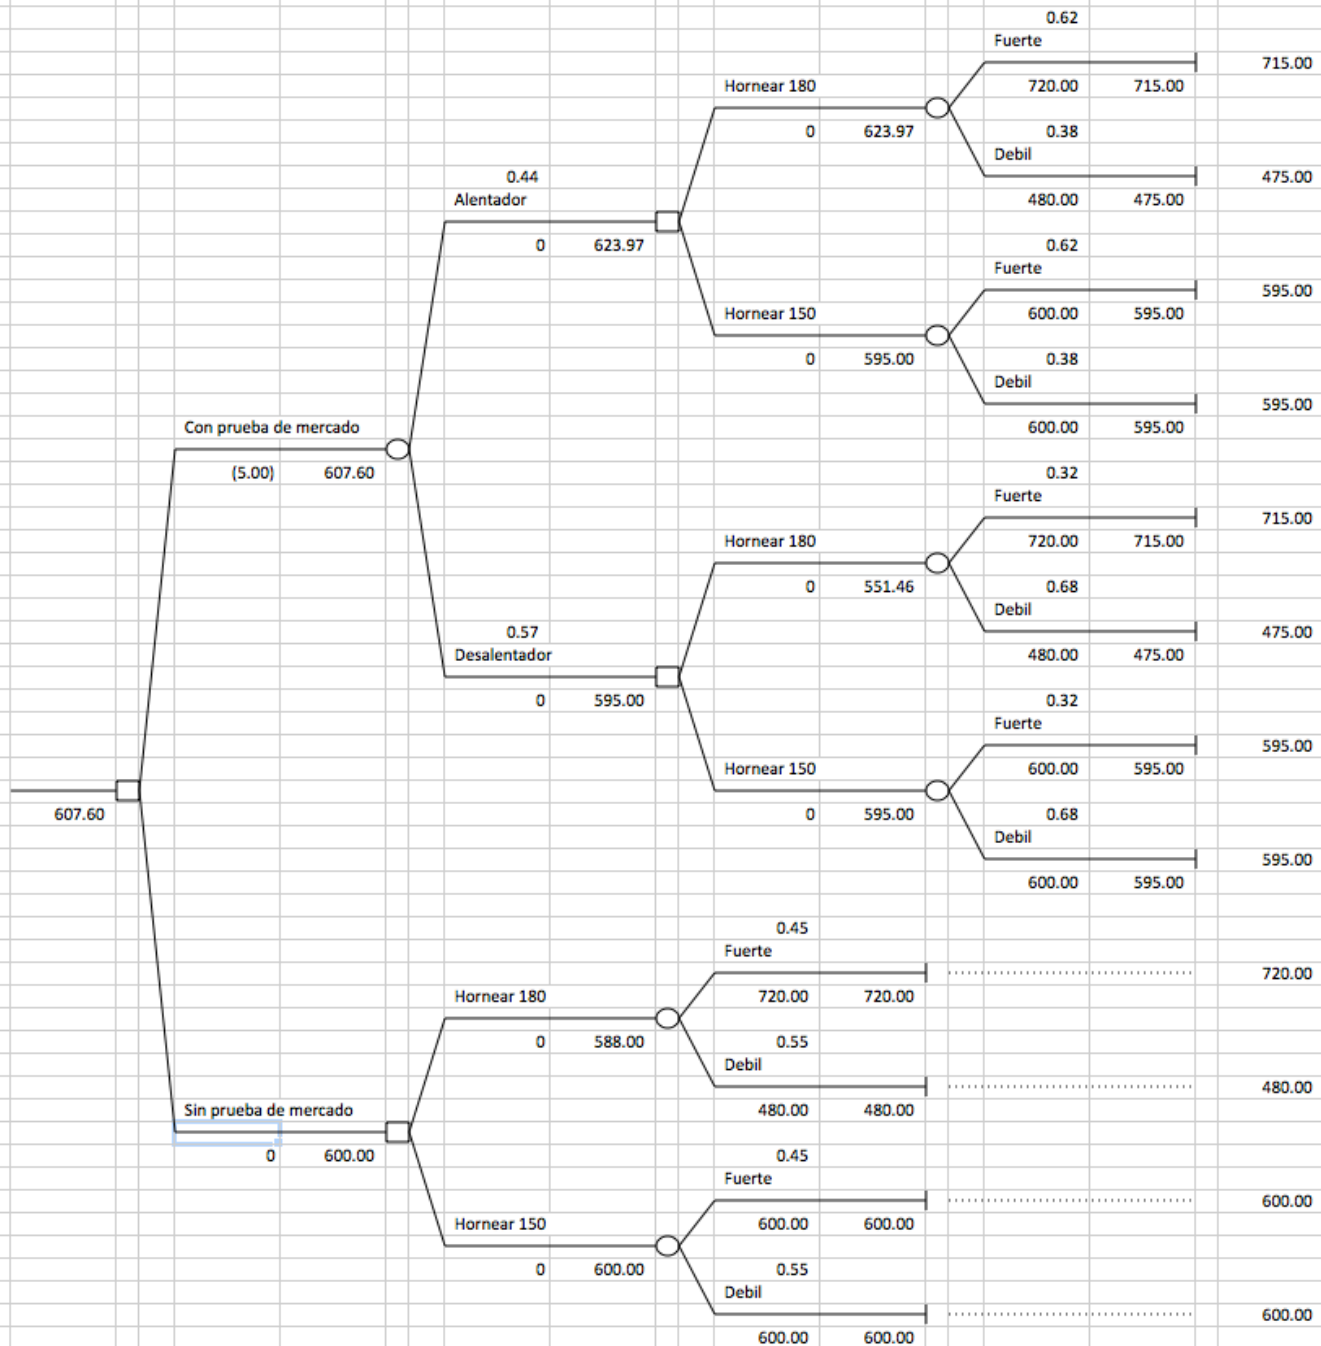 0.62
Fuerte
715.00
Hornear 180 720.00 715.00
0 623.97 0.38
Debil
0.44 475.00
Alentador 480.00 475.00
0 623.97 0.62
Fuerte
595.00
Hornear 150 600.00 595.00
0 595.00 0.38
Debil
595.00
Con prueba de mercado 600.00 595.00
(5.00) 607.60 0.32
Fuerte
715.00
Hornear 180 720.00 715.00
0 551.46 0.68
Debil
0.57 475.00
Desalentador 480.00 475.00
0 595.00 0.32
Fuerte
595.00
Hornear 150 600.00 595.00
607.60 0 595.00 0.68
Debil
595.00
600.00 595.00
0.45
Fuerte
720.00
Hornear 180 720.00 720.00
0 588.00 0.55
Debil
480.00
Sin prueba de mercado 480.00 480.00
0 600.00 0.45
Fuerte
600.00
Hornear 150 600.00 600.00
0 600.00 0.55
Debil
600.00
600.00 600.00